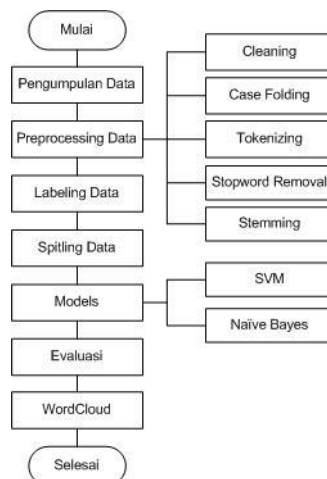 Mulai
Pengumpulan Data
Preprocessing Data
Labeling Data
Spitling Data
Models
Evaluasi
WordCloud
Selesai
Cleaning
Case Folding
Tokenizing
Stopword Removal
Stemming
SVM
Naïve Bayes